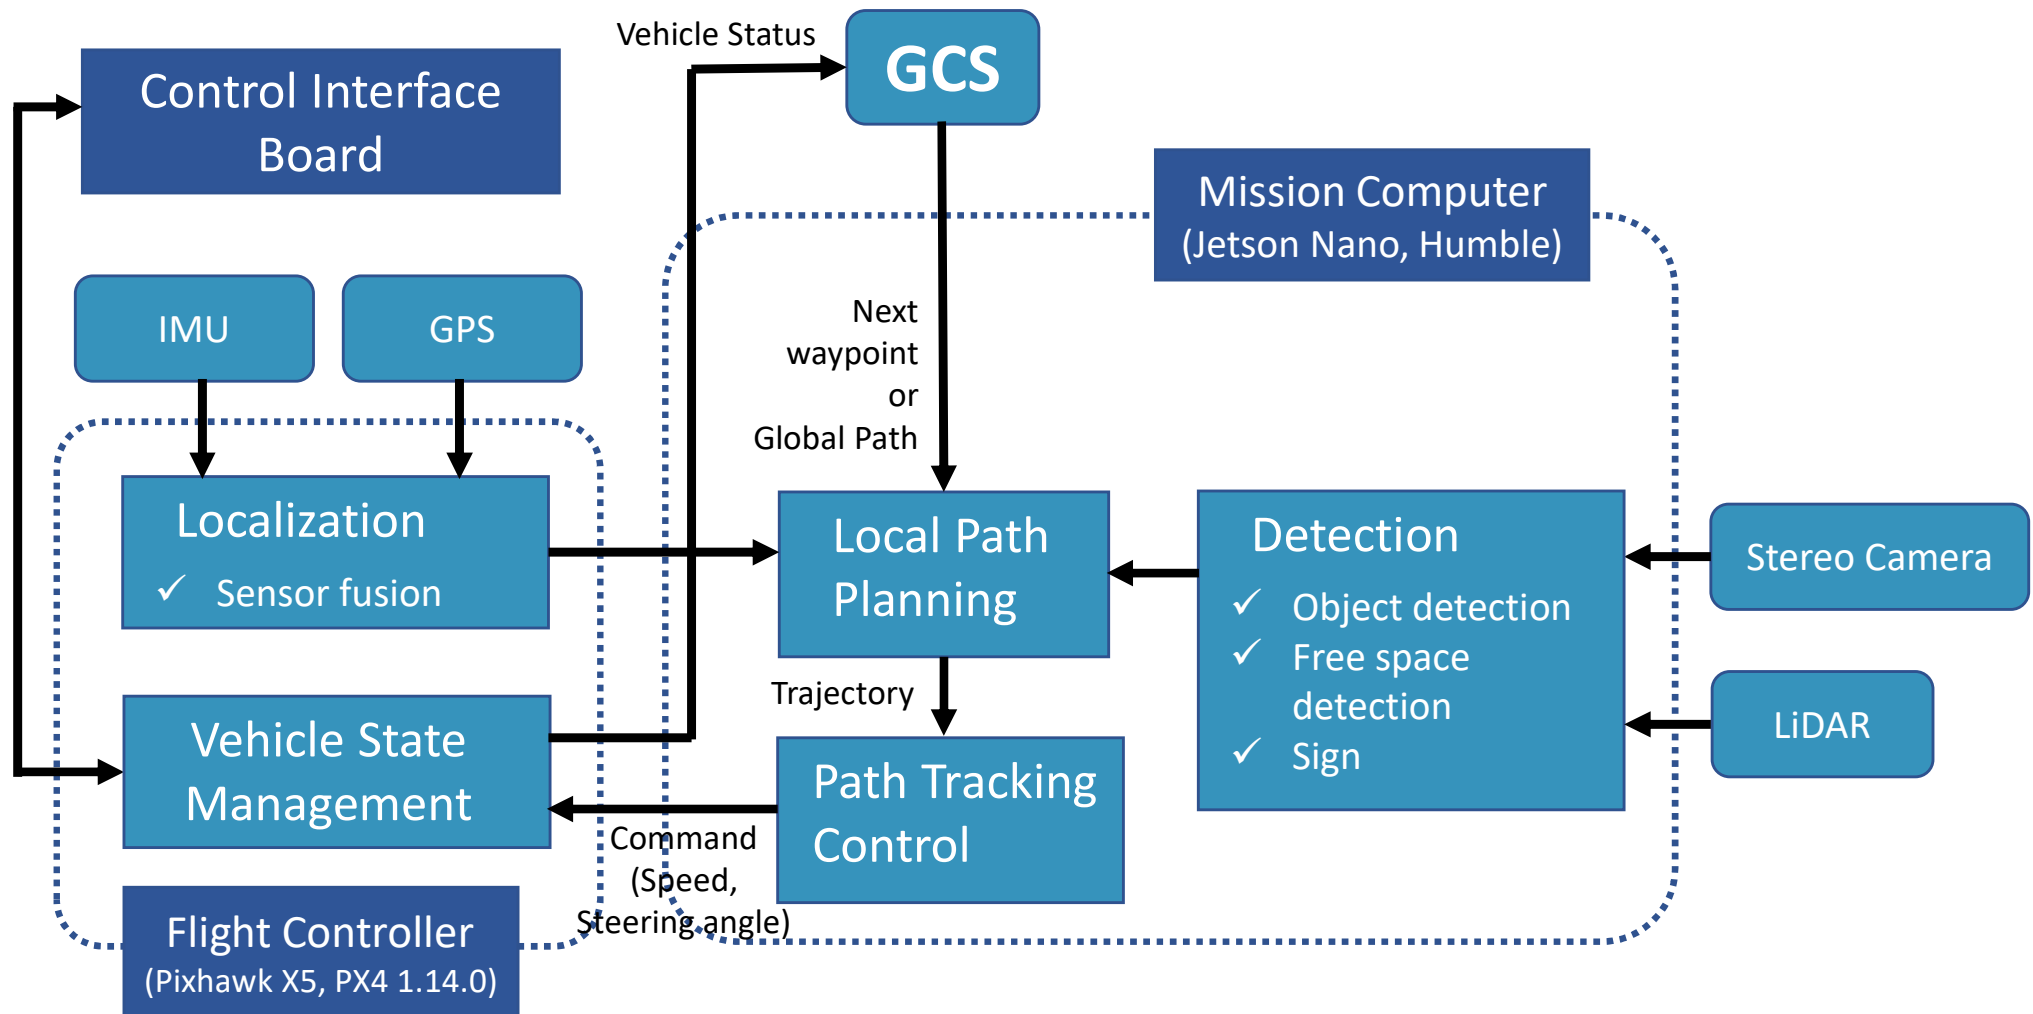 Vehicle Status
GCS
Control Interface
Board
Mission Computer
(Jetson Nano, Humble)
IMU
GPS
Next
waypoint
or
Global Path
Localization
✓ Sensor fusion
Local Path
Planning
Detection
✓ Object detection
✓ Free space
detection
✓ Sign
Stereo Camera
LiDAR
Trajectory
Vehicle State
Management
Path Tracking
Control
Command
(Speed,
Steering angle)
Flight Controller
(Pixhawk X5, PX4 1.14.0)